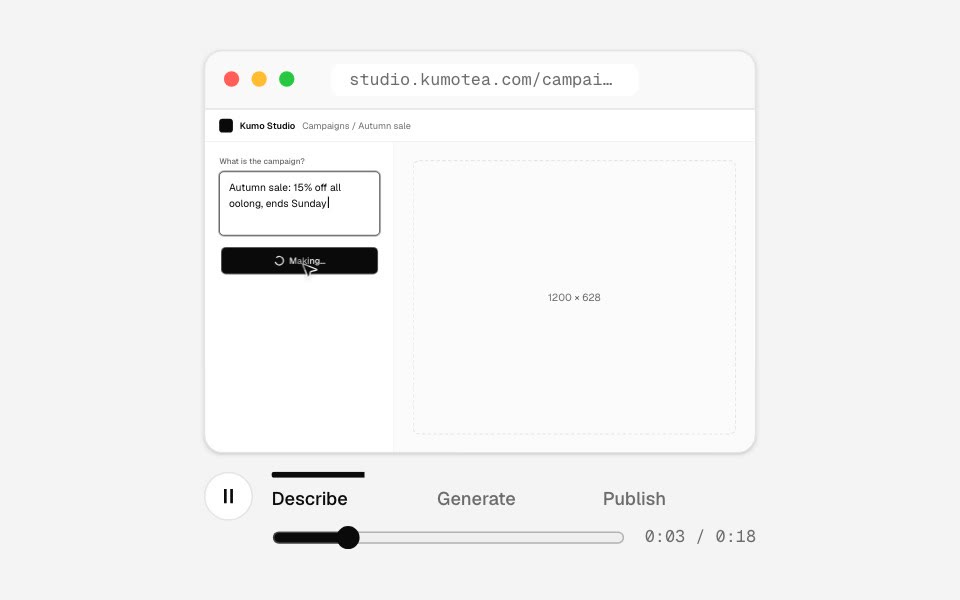 studio.kumotea.com/campai…
Kumo Studio Campaigns / Autumn sale
What is the campaign?
Autumn sale: 15% off all
oolong, ends Sunday
Making…
1200 × 628
Describe Generate Publish
0:03 / 0:18